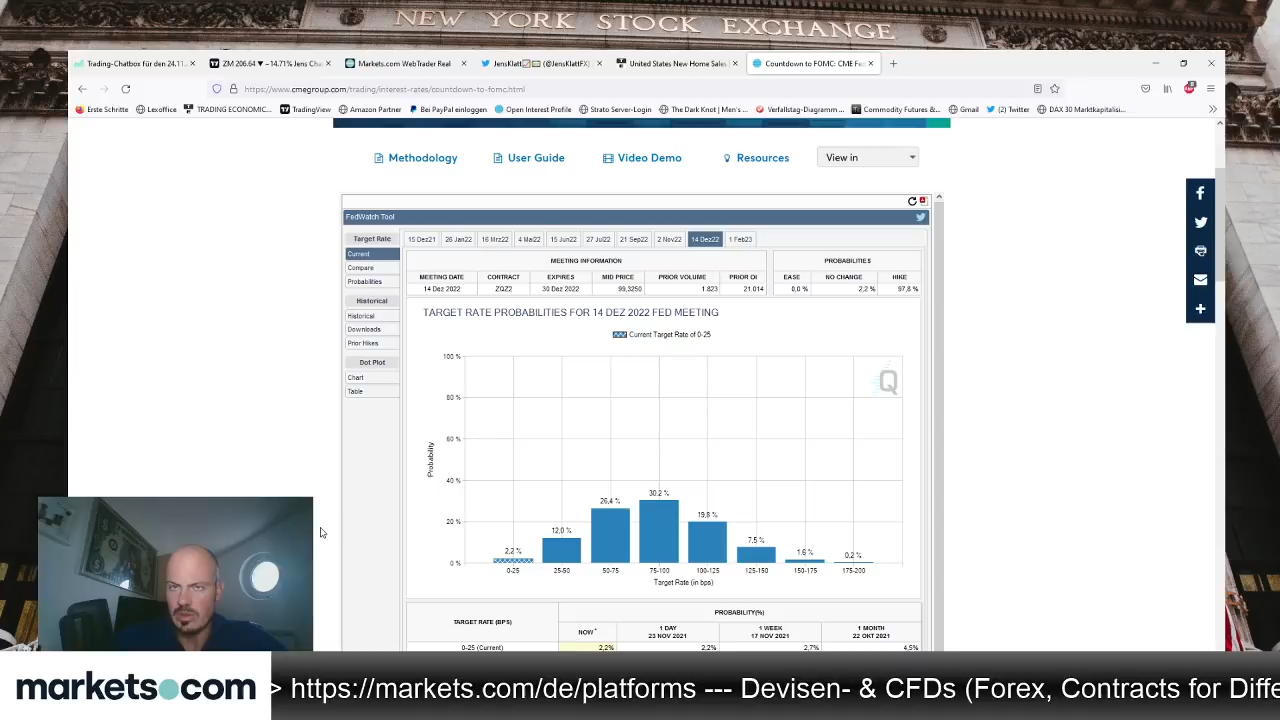 NEW YORK STOCK EXCHANGE
Trading-Chatbox für den 24.11.
ZM 206.64 ▼ −14.71% Jens Cha
Markets.com WebTrader Real
United States New Home Sales
Countdown to FOMC: CME Fe
https://www.cmegroup.com/trading/interest-rates/countdown-to-fomc.html
Erste Schritte
Lexoffice
TRADING ECONOMIC...
TradingView
Amazon Partner
Bei PayPal einloggen
Open Interest Profile
Strato Server-Login
The Dark Knot | Men's ...
Verfallstag-Diagramm ...
Commodity Futures &...
Gmail
(2) Twitter
DAX 30 Marktkapitalisi...
Methodology
User Guide
Video Demo
Resources
View in
FedWatch Tool
Target Rate
15 Dez21 26 Jan22 16 Mrz22 4 Mai22 15 Jun22 27 Jul22 21 Sep22 2 Nov22 14 Dez22 1 Feb23
Current
Compare
Probabilities
Historical
Historical
Downloads
Prior Hikes
Dot Plot
Chart
Table
MEETING INFORMATION
MEETING DATE CONTRACT EXPIRES MID PRICE PRIOR VOLUME PRIOR OI
14 Dez 2022 ZQZ2 30 Dez 2022 99,3250 1.823 21.014
PROBABILITIES
EASE NO CHANGE HIKE
0,0 % 2,2 % 97,8 %
TARGET RATE PROBABILITIES FOR 14 DEZ 2022 FED MEETING
Current Target Rate of 0-25
Q
Probability
100 %
80 %
60 %
40 %
20 %
0 %
2,2 %
12,0 %
26,4 %
30,2 %
19,8 %
7,5 %
1,6 %
0,2 %
0-25 25-50 50-75 75-100 100-125 125-150 150-175 175-200
Target Rate (in bps)
TARGET RATE (BPS)
PROBABILITY(%)
NOW *
1 DAY
23 NOV 2021
1 WEEK
17 NOV 2021
1 MONTH
22 OKT 2021
0-25 (Current) 2,2% 2,2% 2,7% 4,5%
markets.com
> https://markets.com/de/platforms --- Devisen- & CFDs (Forex, Contracts for Diffe